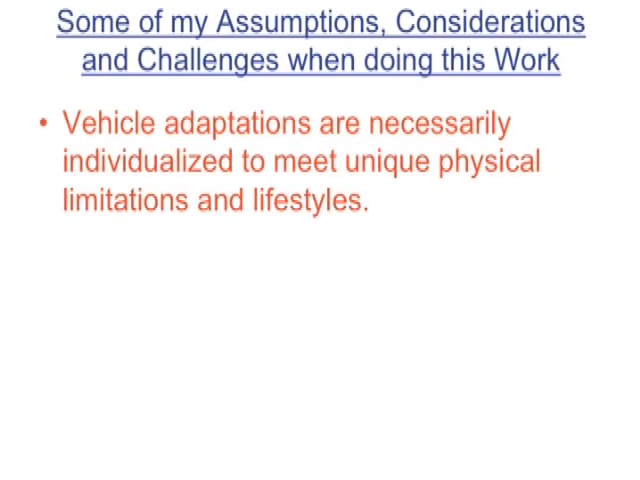 Some of my Assumptions, Considerations
and Challenges when doing this Work
• Vehicle adaptations are necessarily
individualized to meet unique physical
limitations and lifestyles.